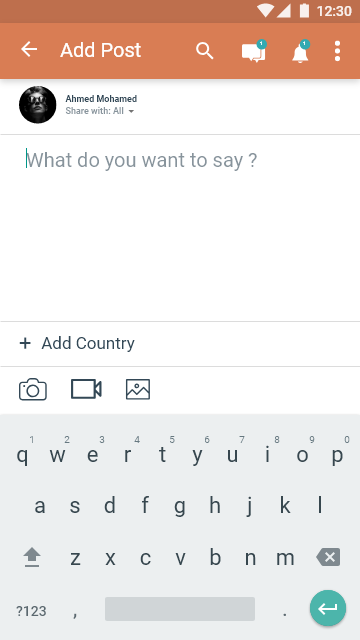 12:30
Add Post
1
1
Ahmed Mohamed
Share with: All
What do you want to say ?
+ Add Country
1 2 3 4 5 6 7 8 9 0
q w e r t y u i o p
a s d f g h j k l
z x c v b n m
?123 , .